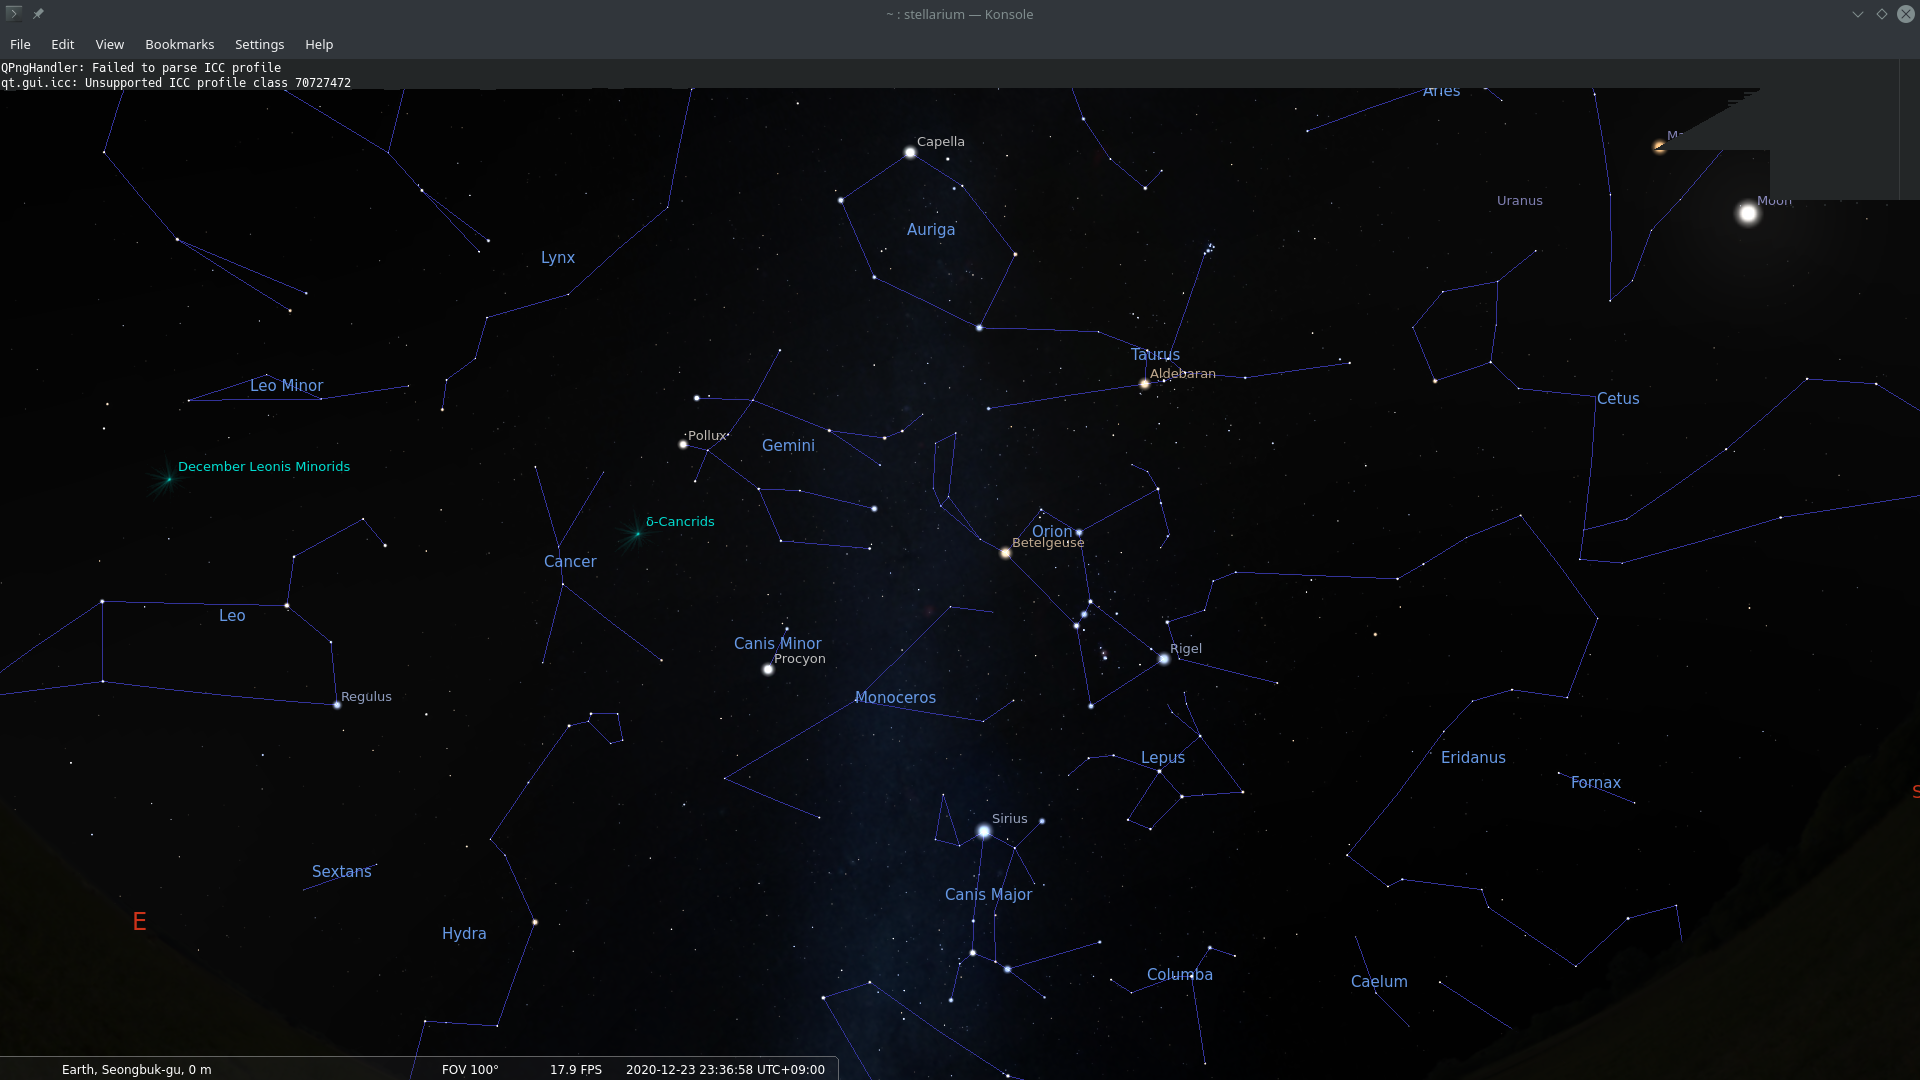 ~ : stellarium — Konsole
File Edit View Bookmarks Settings Help
QPngHandler: Failed to parse ICC profile
qt.gui.icc: Unsupported ICC profile class 70727472
Aries
Capella
Uranus
Moon
Auriga
Lynx
Taurus
Aldebaran
Leo Minor
Cetus
Pollux
Gemini
December Leonis Minorids
δ-Cancrids
Orion
Betelgeuse
Cancer
Leo
Canis Minor
Procyon
Rigel
Regulus
Monoceros
Lepus
Eridanus
Fornax
Sirius
Sextans
Canis Major
E
Hydra
Columba
Caelum
Earth, Seongbuk-gu, 0 m FOV 100° 17.9 FPS 2020-12-23 23:36:58 UTC+09:00